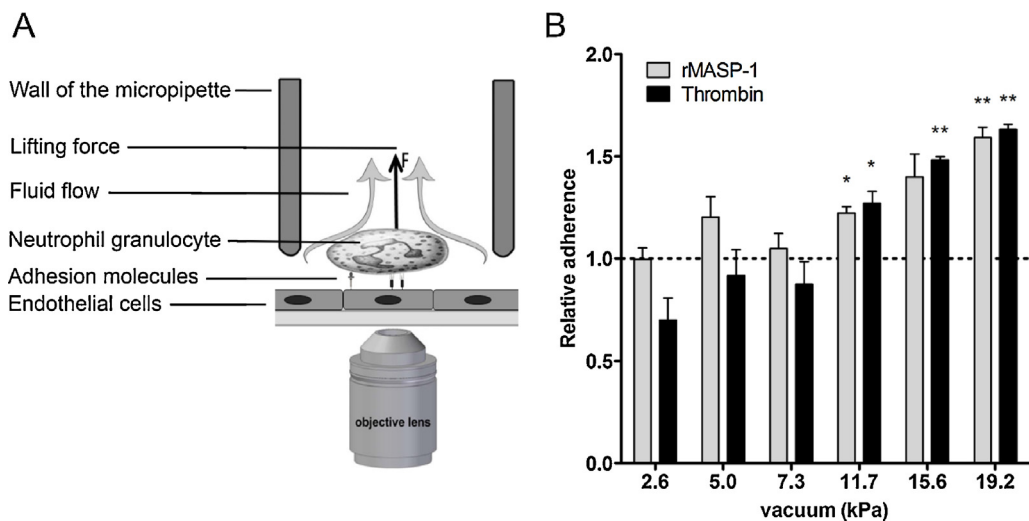 A
Wall of the micropipette
Lifting force
F
Fluid flow
Neutrophil granulocyte
Adhesion molecules
Endothelial cells
objective lens
B
2.0
1.5
1.0
0.5
0.0
Relative adherence
rMASP-1
Thrombin
* * ** ** **
2.6 5.0 7.3 11.7 15.6 19.2
vacuum (kPa)